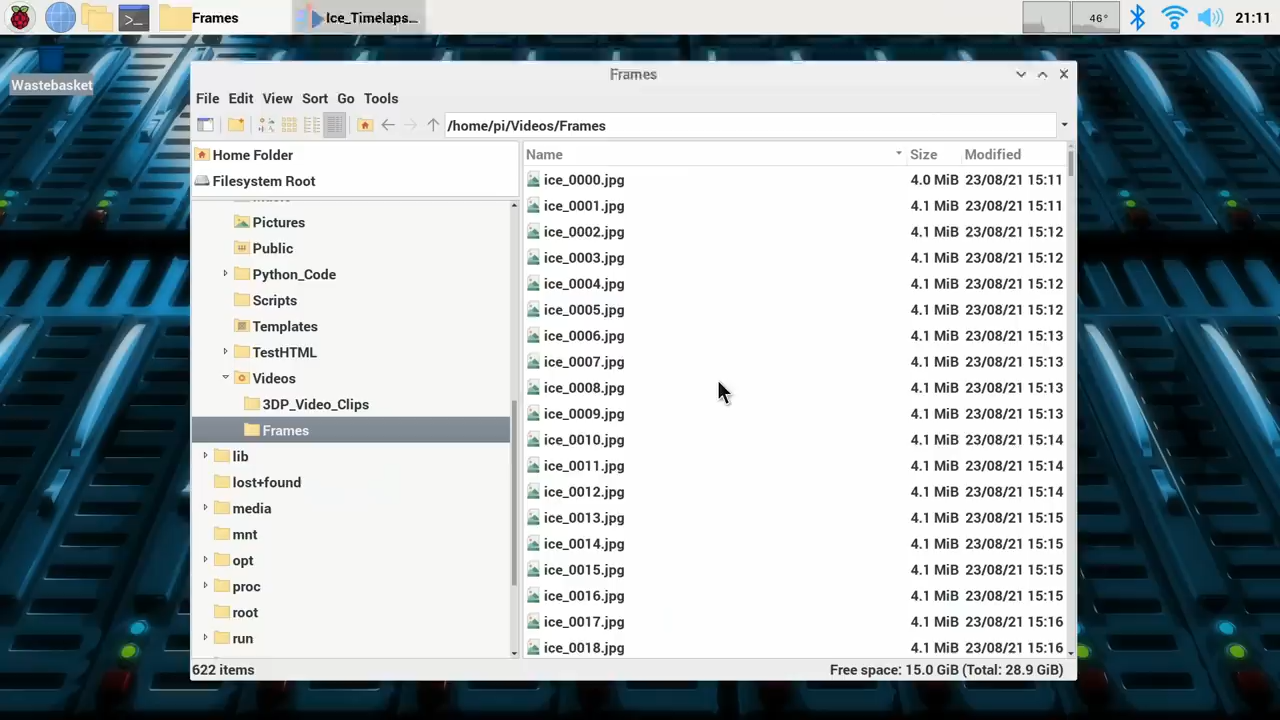 Frames
Ice_Timelaps...
46°
21:11
Wastebasket
Frames
File Edit View Sort Go Tools
/home/pi/Videos/Frames
Home Folder
Filesystem Root
Pictures
Public
Python_Code
Scripts
Templates
TestHTML
Videos
3DP_Video_Clips
Frames
lib
lost+found
media
mnt
opt
proc
root
run
Name Size Modified
ice_0000.jpg 4.0 MiB 23/08/21 15:11
ice_0001.jpg 4.1 MiB 23/08/21 15:11
ice_0002.jpg 4.1 MiB 23/08/21 15:12
ice_0003.jpg 4.1 MiB 23/08/21 15:12
ice_0004.jpg 4.1 MiB 23/08/21 15:12
ice_0005.jpg 4.1 MiB 23/08/21 15:12
ice_0006.jpg 4.1 MiB 23/08/21 15:13
ice_0007.jpg 4.1 MiB 23/08/21 15:13
ice_0008.jpg 4.1 MiB 23/08/21 15:13
ice_0009.jpg 4.1 MiB 23/08/21 15:13
ice_0010.jpg 4.1 MiB 23/08/21 15:14
ice_0011.jpg 4.1 MiB 23/08/21 15:14
ice_0012.jpg 4.1 MiB 23/08/21 15:14
ice_0013.jpg 4.1 MiB 23/08/21 15:15
ice_0014.jpg 4.1 MiB 23/08/21 15:15
ice_0015.jpg 4.1 MiB 23/08/21 15:15
ice_0016.jpg 4.1 MiB 23/08/21 15:15
ice_0017.jpg 4.1 MiB 23/08/21 15:16
ice_0018.jpg 4.1 MiB 23/08/21 15:16
622 items
Free space: 15.0 GiB (Total: 28.9 GiB)